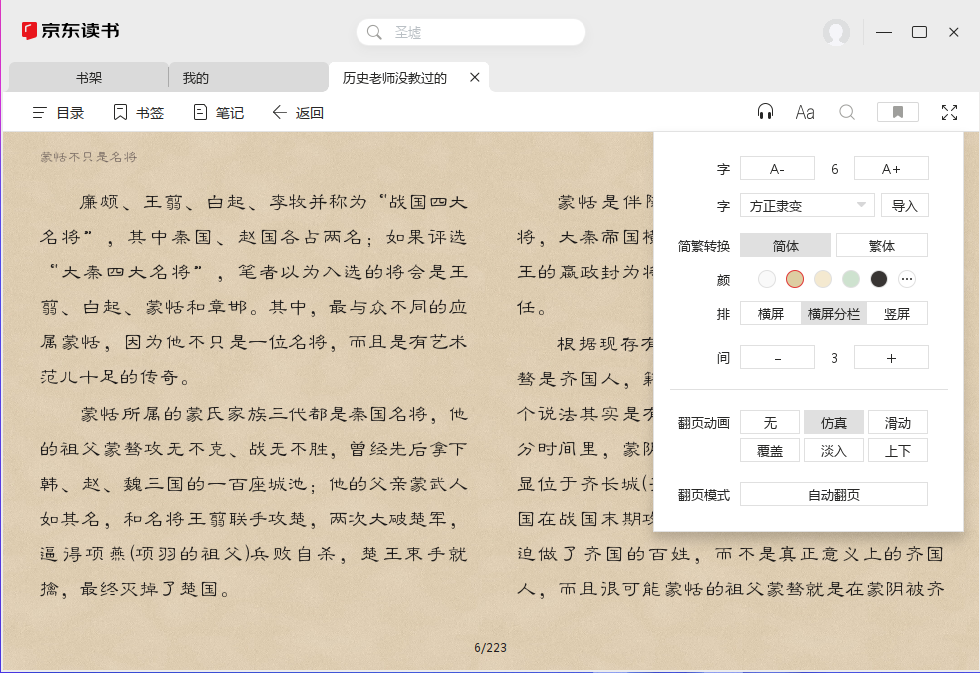 京东读书
圣墟
书架
我的
历史老师没教过的
目录
书签
笔记
返回
Aa
蒙恬不只是名将
廉颇、王翦、白起、李牧并称为“战国四大
名将”，其中秦国、赵国各占两名；如果评选
“大秦四大名将”，笔者以为入选的将会是王
翦、白起、蒙恬和章邯。其中，最与众不同的应
属蒙恬，因为他不只是一位名将，而且是有艺术
范儿十足的传奇。
蒙恬所属的蒙氏家族三代都是秦国名将，他
的祖父蒙骜攻无不克、战无不胜，曾经先后拿下
韩、赵、魏三国的一百座城池；他的父亲蒙武人
如其名，和名将王翦联手攻楚，两次大破楚军，
逼得项燕(项羽的祖父)兵败自杀，楚王束手就
擒，最终灭掉了楚国。
蒙恬是伴
将，大秦帝国
王的嬴政封为将
任。
根据现存有
骜是齐国人，
个说法其实是有
分时间里，蒙阴
显位于齐长城(
国在战国末期攻
迫做了齐国的百姓，而不是真正意义上的齐国
人，而且很可能蒙恬的祖父蒙骜就是在蒙阴被齐
字 A- 6 A+
字 方正隶变 导入
简繁转换 简体 繁体
颜
排 横屏 横屏分栏 竖屏
间 - 3 +
翻页动画 无 仿真 滑动
覆盖 淡入 上下
翻页模式 自动翻页
6/223